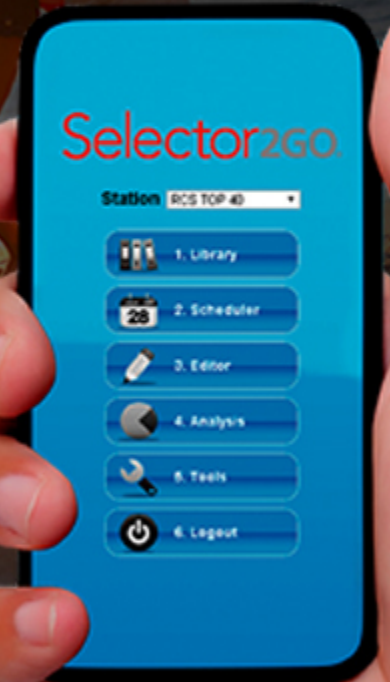 Selector2GO
Station RCS TOP 40
1. Library
28
2. Scheduler
3. Editor
4. Analysis
5. Tools
6. Logout